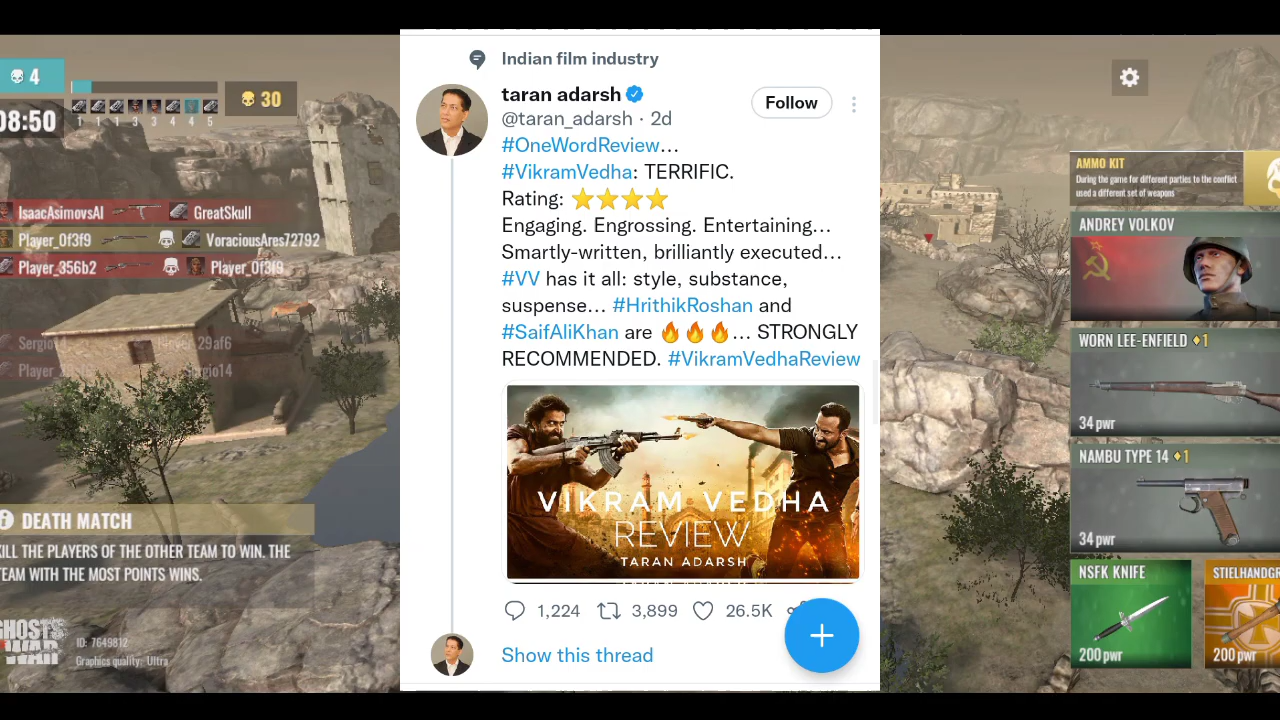 4
30
08:50
1 1 1 3 3 4 4 5
IsaacAsimovsAI GreatSkull
Player_0f3f9 VoraciousAres72792
Player_356b2 Player_0f3f9
Sergio14 29af6
Player
DEATH MATCH
KILL THE PLAYERS OF THE OTHER TEAM TO WIN. THE
TEAM WITH THE MOST POINTS WINS.
GHOSTS
WAR
ID: 7649812
Graphics quality: Ultra
Indian film industry
taran adarsh
Follow
@taran_adarsh · 2d
#OneWordReview...
#VikramVedha: TERRIFIC.
Rating: ⭐⭐⭐⭐
Engaging. Engrossing. Entertaining...
Smartly-written, brilliantly executed...
#VV has it all: style, substance,
suspense... #HrithikRoshan and
#SaifAliKhan are 🔥🔥🔥... STRONGLY
RECOMMENDED. #VikramVedhaReview
VIKRAM VEDHA
REVIEW
TARAN ADARSH
1,224 3,899 26.5K
Show this thread
AMMO KIT
During the game for different parties to the conflict
used a different set of weapons
ANDREY VOLKOV
WORN LEE-ENFIELD 1
34 pwr
NAMBU TYPE 14 1
34 pwr
NSFK KNIFE
200 pwr
STIELHANDGR
200 pwr